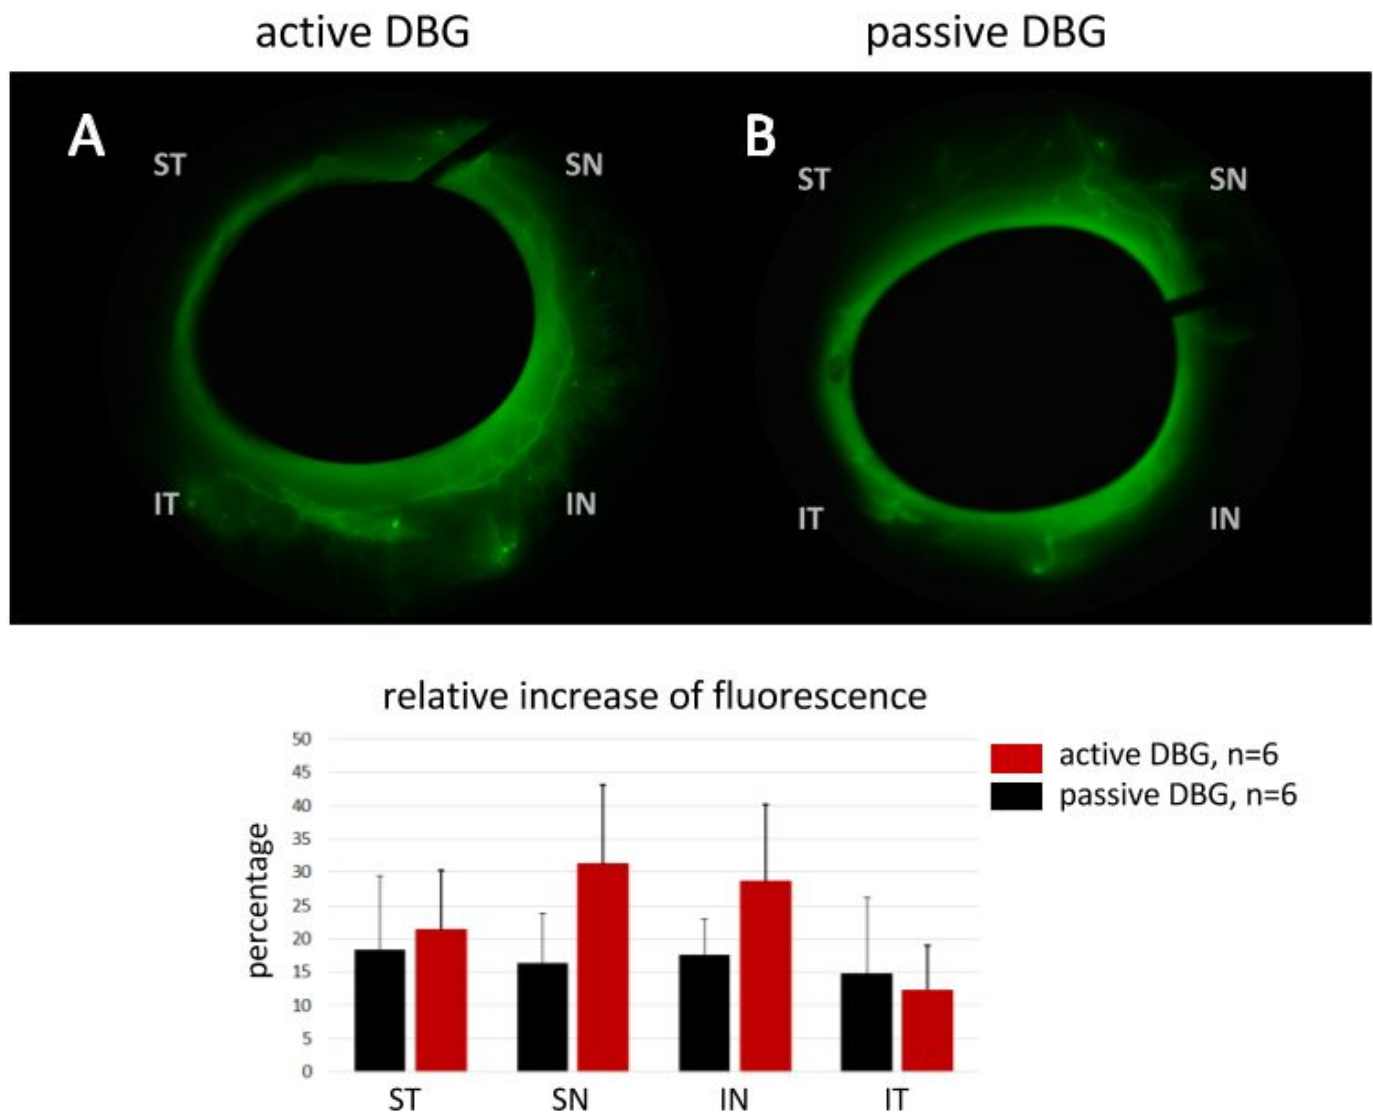 active DBG
passive DBG
A
B
ST
SN
ST
SN
IT
IN
IT
IN
relative increase of fluorescence
percentage
50
45
40
35
30
25
20
15
10
5
0
ST
SN
IN
IT
active DBG, n=6
passive DBG, n=6